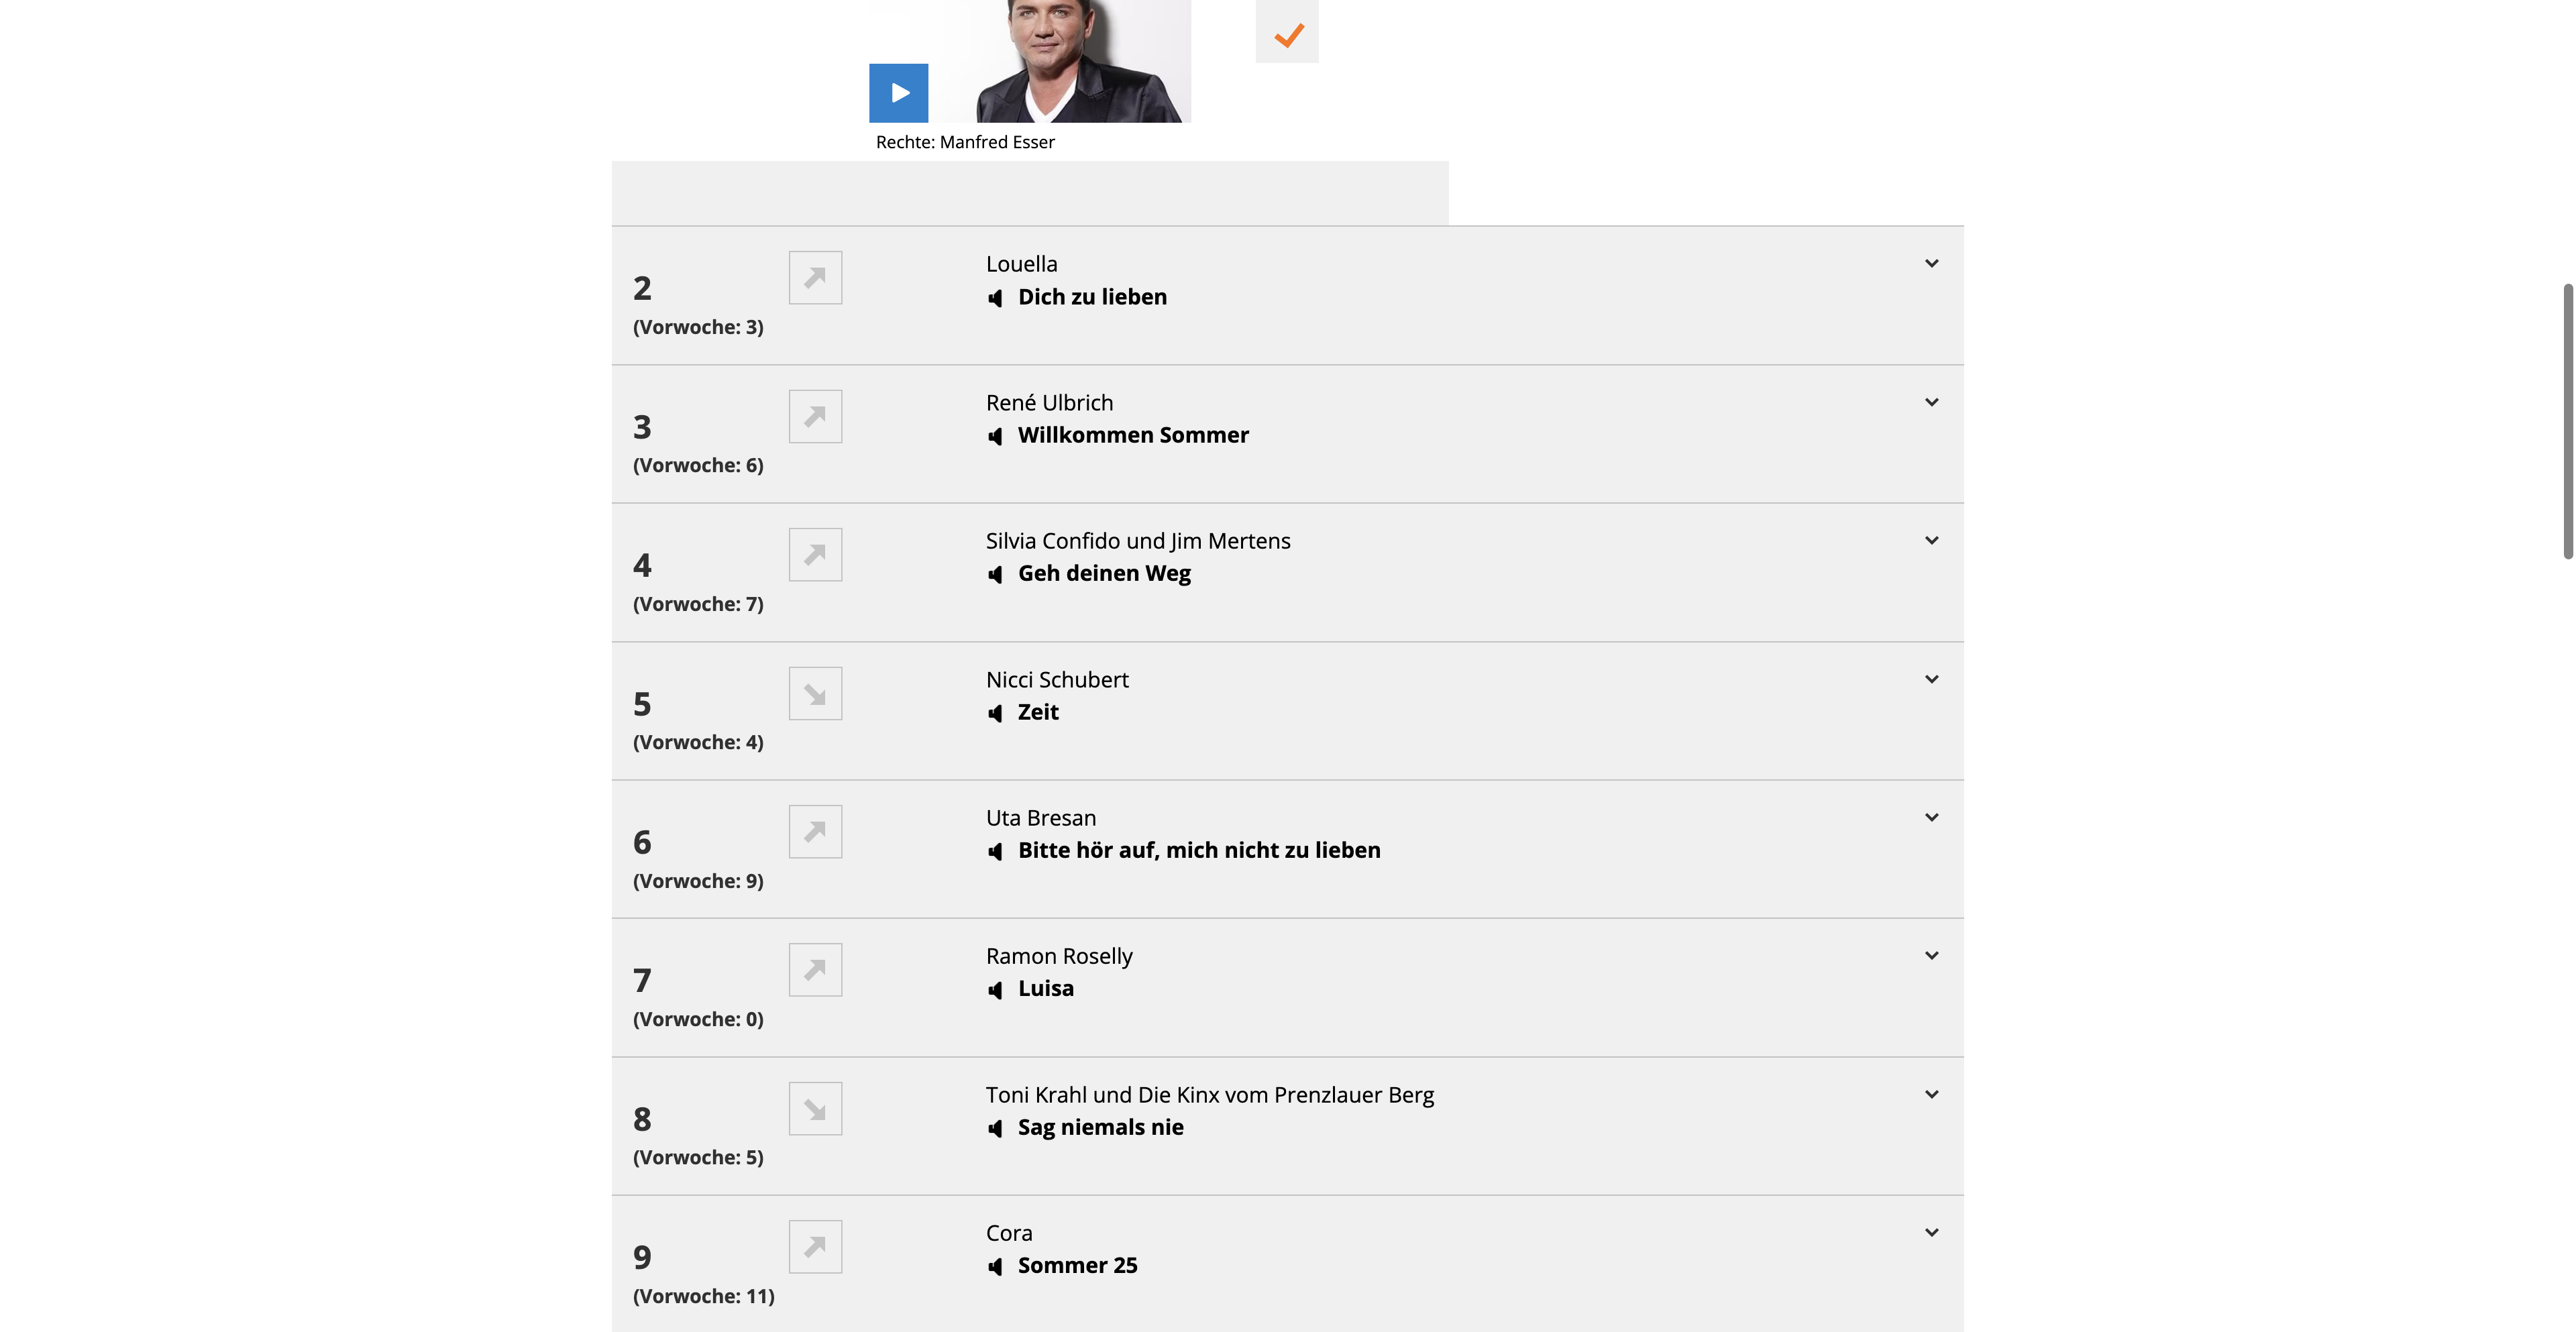 Rechte: Manfred Esser
2
(Vorwoche: 3)
Louella
Dich zu lieben
3
(Vorwoche: 6)
René Ulbrich
Willkommen Sommer
4
(Vorwoche: 7)
Silvia Confido und Jim Mertens
Geh deinen Weg
5
(Vorwoche: 4)
Nicci Schubert
Zeit
6
(Vorwoche: 9)
Uta Bresan
Bitte hör auf, mich nicht zu lieben
7
(Vorwoche: 0)
Ramon Roselly
Luisa
8
(Vorwoche: 5)
Toni Krahl und Die Kinx vom Prenzlauer Berg
Sag niemals nie
9
(Vorwoche: 11)
Cora
Sommer 25